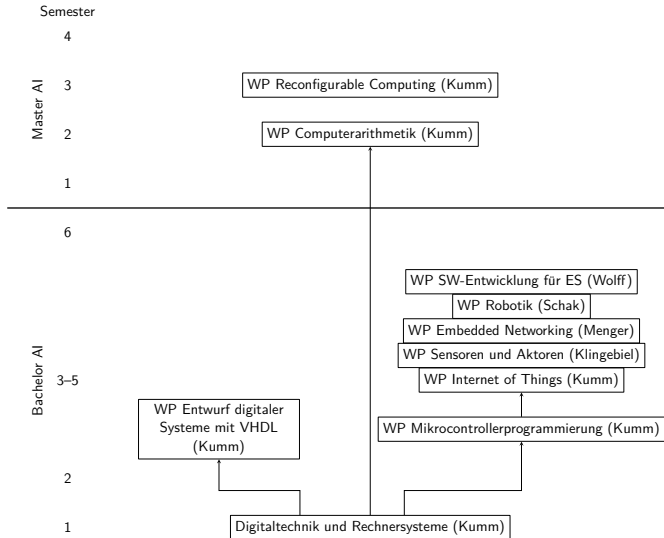 Semester
4
3
WP Reconfigurable Computing (Kumm)
Master AI
2
WP Computerarithmetik (Kumm)
1
6
WP SW-Entwicklung für ES (Wolff)
WP Robotik (Schak)
WP Embedded Networking (Menger)
WP Sensoren und Aktoren (Klingebiel)
Bachelor AI
3–5
WP Internet of Things (Kumm)
WP Entwurf digitaler
Systeme mit VHDL
(Kumm)
WP Mikrocontrollerprogrammierung (Kumm)
2
1
Digitaltechnik und Rechnersysteme (Kumm)